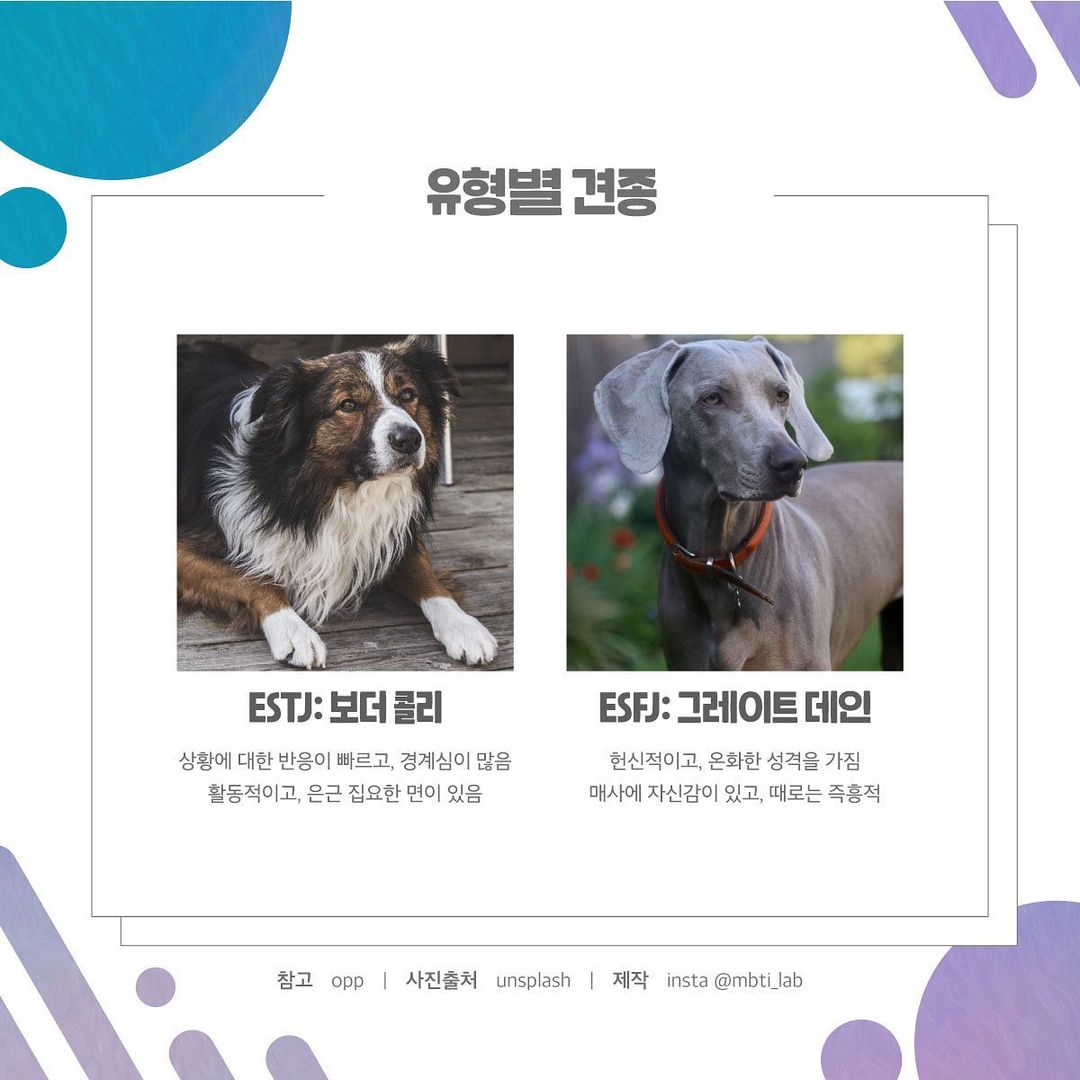 유형별 견종
ESTJ: 보더 콜리
상황에 대한 반응이 빠르고, 경계심이 많음
활동적이고, 은근 집요한 면이 있음
ESFJ: 그레이트 데인
헌신적이고, 온화한 성격을 가짐
매사에 자신감이 있고, 때로는 즉흥적
참고 opp | 사진출처 unsplash | 제작 insta @mbti_lab